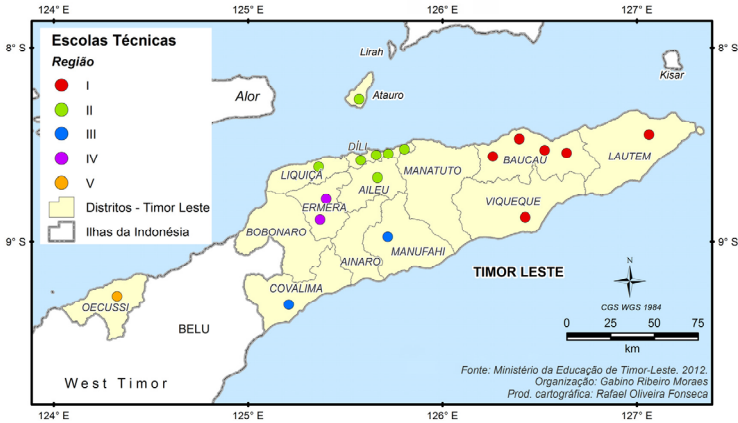 124 °E
125 °E
126 °E
127 °E
8° S
8° S
9° S
9° S
Escolas Técnicas
Região
I
II
III
IV
V
Distritos - Timor Leste
Ilhas da Indonésia
Lirah
Kisar
Alor
Atauro
DÍLI
LIQUIÇA
MANATUTO
BAUCAU
LAUTEM
AILEU
ERMERA
VIQUEQUE
BOBONARO
MANUFAHI
AINARO
COVALIMA
OECUSSI
TIMOR LESTE
BELU
West Timor
N
CGS WGS 1984
0 25 50 75
km
Fonte: Ministério da Educação de Timor-Leste. 2012.
Organização: Gabino Ribeiro Moraes
Prod. cartográfica: Rafael Oliveira Fonseca
124 °E
125 °E
126 °E
127 °E